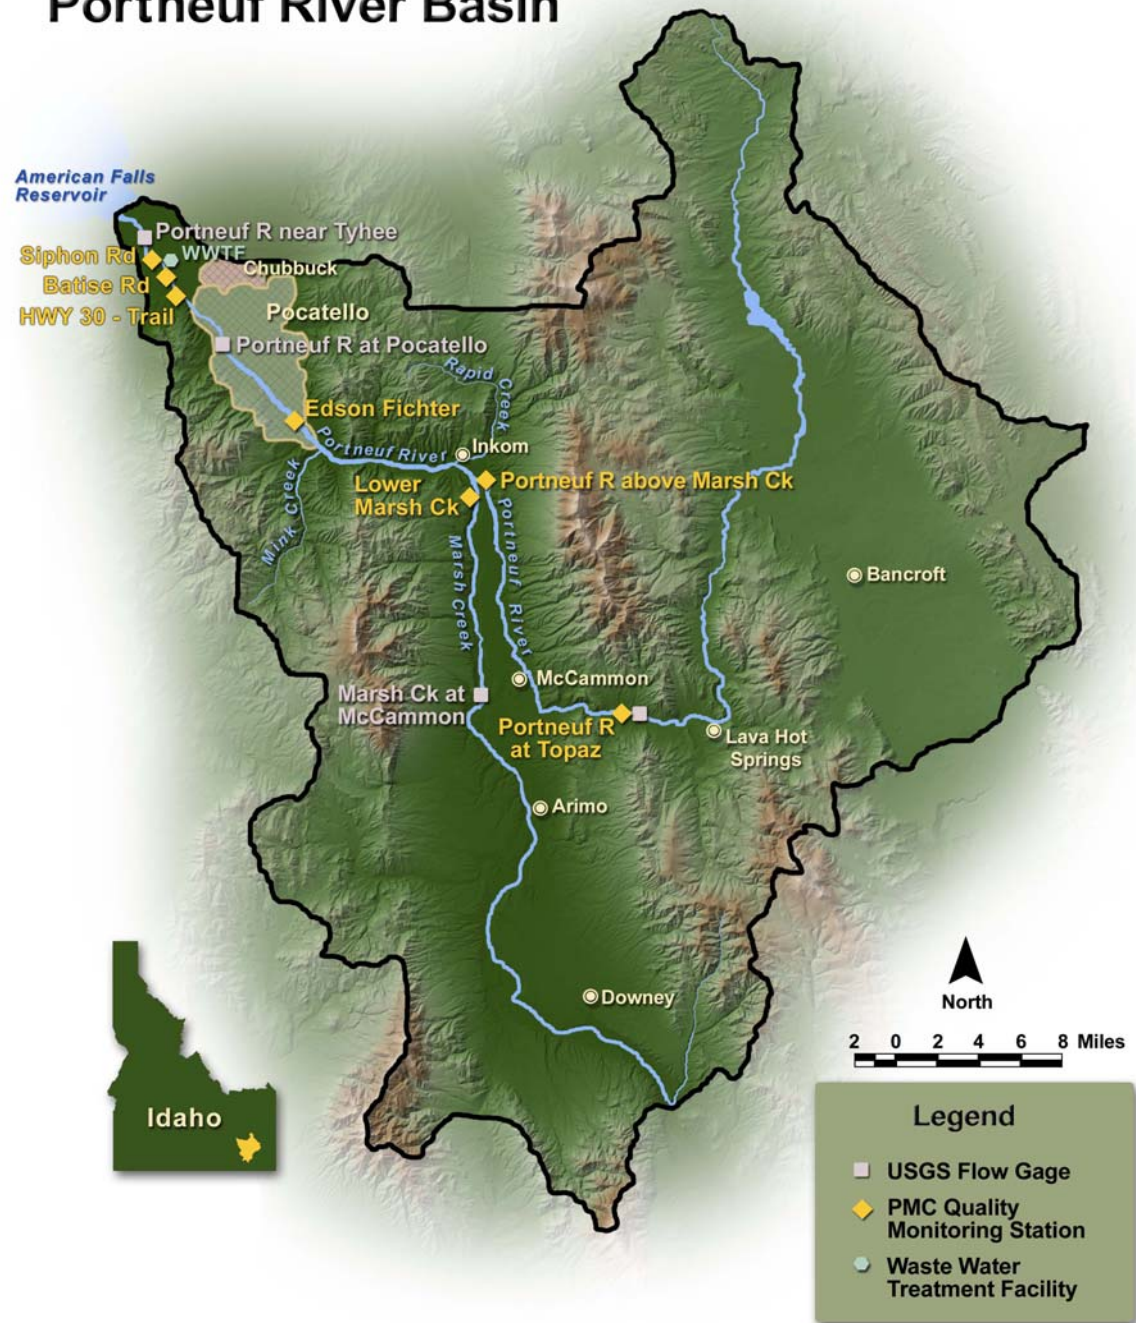 Portneuf River Basin
American Falls
Reservoir
Portneuf R near Tyhee
Siphon Rd
WWTF
Chubbuck
Batise Rd
HWY 30 - Trail
Pocatello
Portneuf R at Pocatello
Rapid Creek
Edson Fichter
Portneuf River
Inkom
Mink Creek
Lower
Marsh Ck
Portneuf R above Marsh Ck
Marsh Creek
Portneuf River
Bancroft
McCammon
Marsh Ck at
McCammon
Portneuf R
at Topaz
Lava Hot
Springs
Arimo
Downey
North
2 0 2 4 6 8 Miles
Idaho
Legend
USGS Flow Gage
PMC Quality
Monitoring Station
Waste Water
Treatment Facility